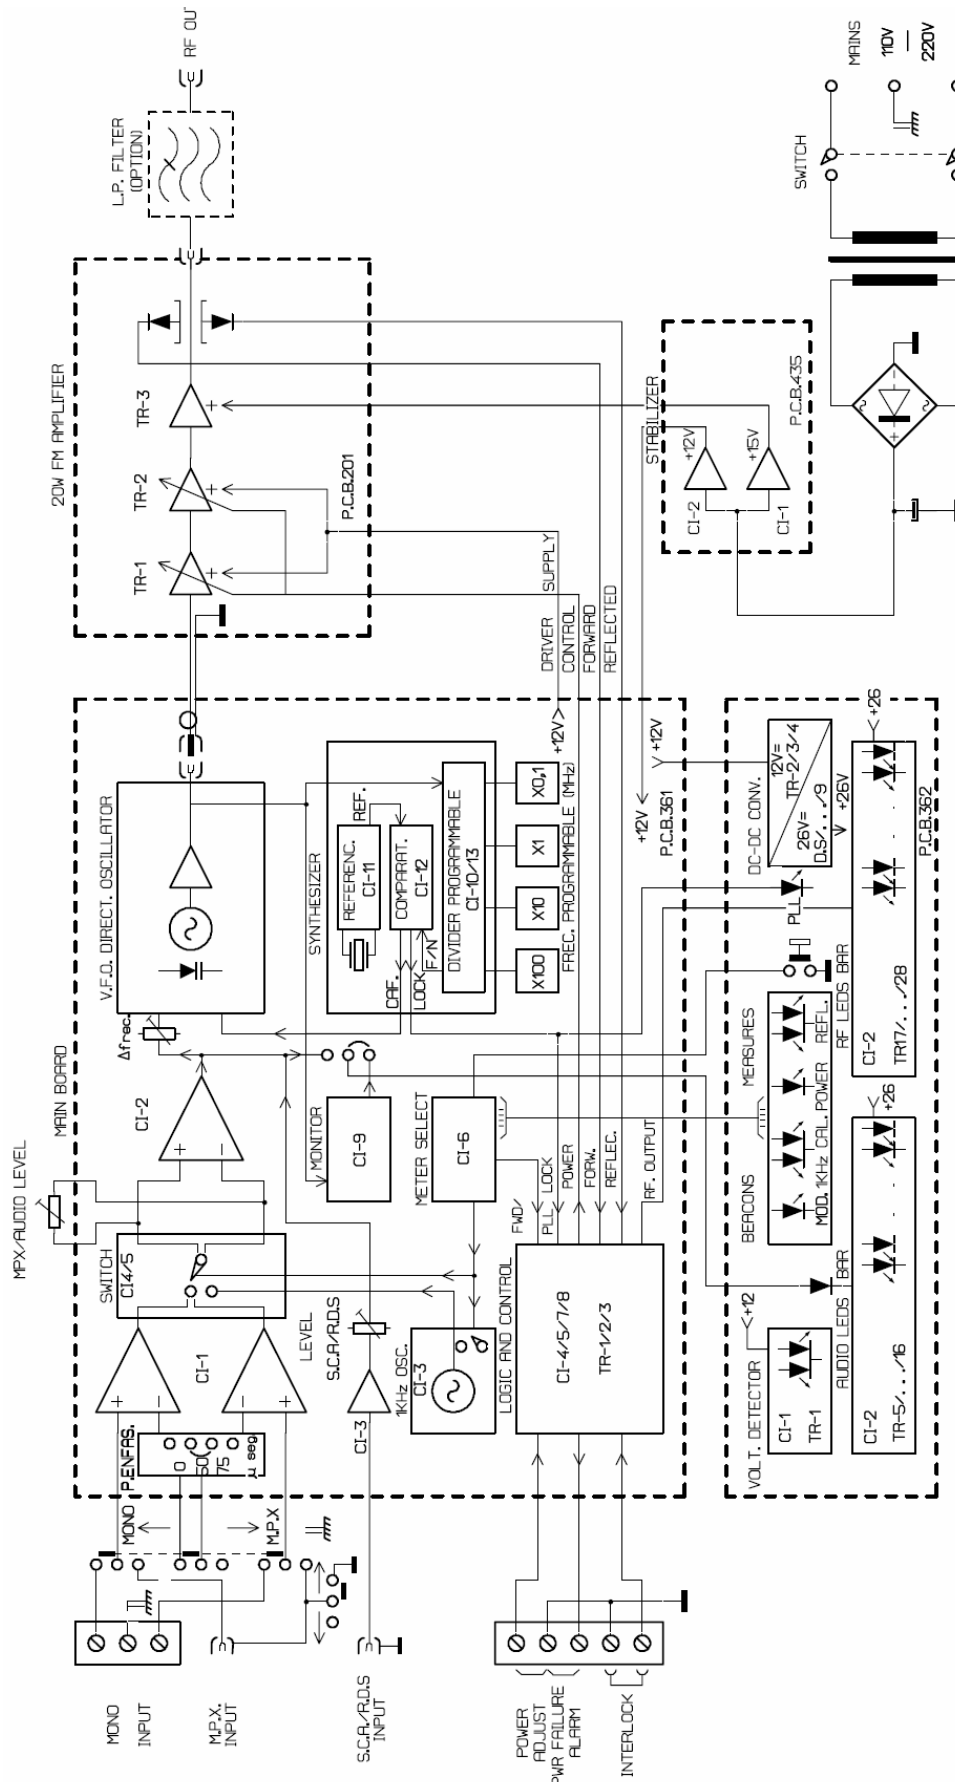 MONO
INPUT
M.P.X.
INPUT
S.C.A./R.D.S
INPUT
POWER
ADJUST
PWR FAILURE
ALARM
INTERLOCK
MONO
M.P.X
MPX/AUDIO LEVEL
MAIN BOARD
P.ENFAS.
0
50
75
µ seg.
+
-
CI-1
-
+
LEVEL
S.C.A/R.D.S
CI-3
SWITCH
CI4/5
+
-
CI-2
Δfrec.
1KHz OSC.
CI-3
MONITOR
CI-9
METER SELECT
CI-6
LOGIC AND CONTROL
CI-4/5/7/8
TR-1/2/3
FWD/
PLL LOCK
POWER
FORW.
REFLEC.
RF. OUTPUT
V.F.O. DIRECT. OSCILLATOR
SYNTHESIZER
REFERENC.
CI-11
REF.
COMPARAT.
CI-12
CAF.
LOCK
F/N
DIVIDER PROGRAMMABLE
CI-10/13
X100
X10
X1
X0,1
FREC. PROGRAMMABLE (MHz)
+12V
+12V
+12V
P.C.B.361
20W FM AMPLIFIER
TR-1
+
TR-2
+
TR-3
+
P.C.B.201
DRIVER SUPPLY
CONTROL
FORWARD
REFLECTED
L.P. FILTER
(OPTION)
RF OU
STABILIZER
+12V
CI-2
+15V
CI-1
P.C.B.435
SWITCH
MAINS
110V
—
220V
-
+
VOLT. DETECTOR
+12
CI-1
TR-1
AUDIO LEDS BAR
CI-2
TR-5/.../16
+26
BEACONS
MEASURES
MOD.
1KHz
CAL.
POWER
REFL.
PLL
DC-DC CONV.
12V=
TR-2/3/4
26V=
D.S/.../9
+26V
RF LEDS BAR
CI-2
TR17/.../28
+26
P.C.B.362